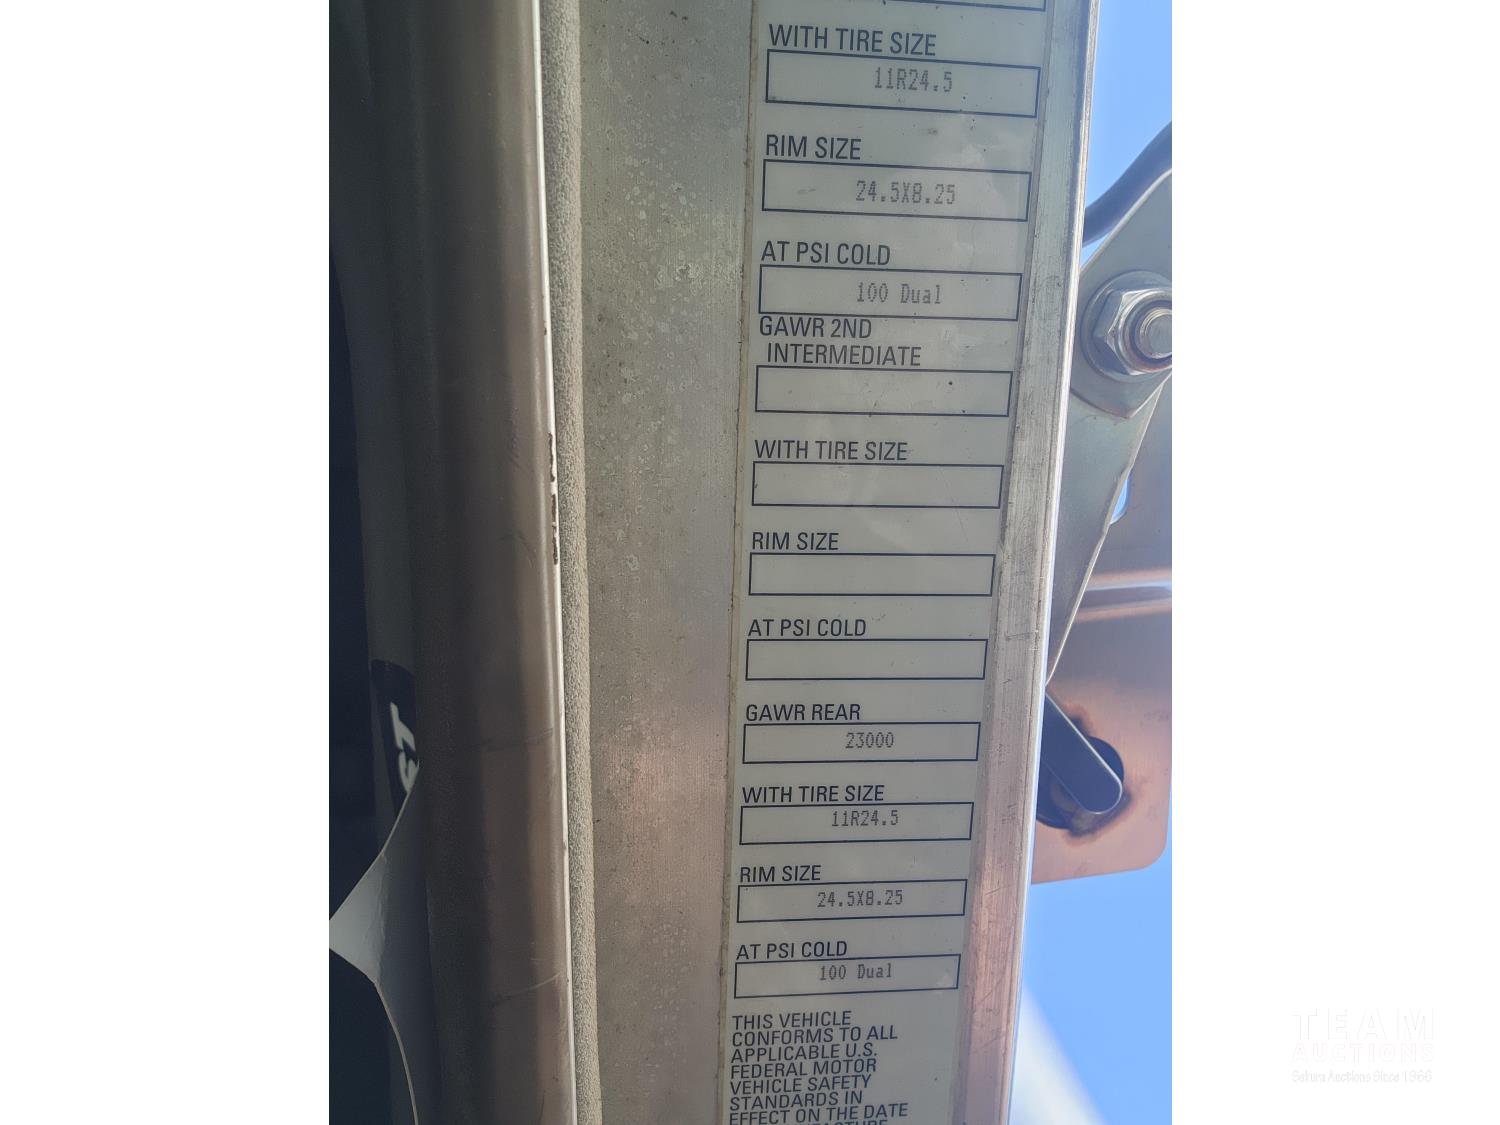 WITH TIRE SIZE
11R24.5
RIM SIZE
24.5X8.25
AT PSI COLD
100 Dual
GAWR 2ND
INTERMEDIATE
WITH TIRE SIZE
RIM SIZE
AT PSI COLD
GAWR REAR
23000
WITH TIRE SIZE
11R24.5
RIM SIZE
24.5X8.25
AT PSI COLD
100 Dual
THIS VEHICLE
CONFORMS TO ALL
APPLICABLE U.S.
FEDERAL MOTOR
VEHICLE SAFETY
STANDARDS IN
EFFECT ON THE DATE
ST
TEAM
AUCTIONS
Sekura Auctions Since 1966